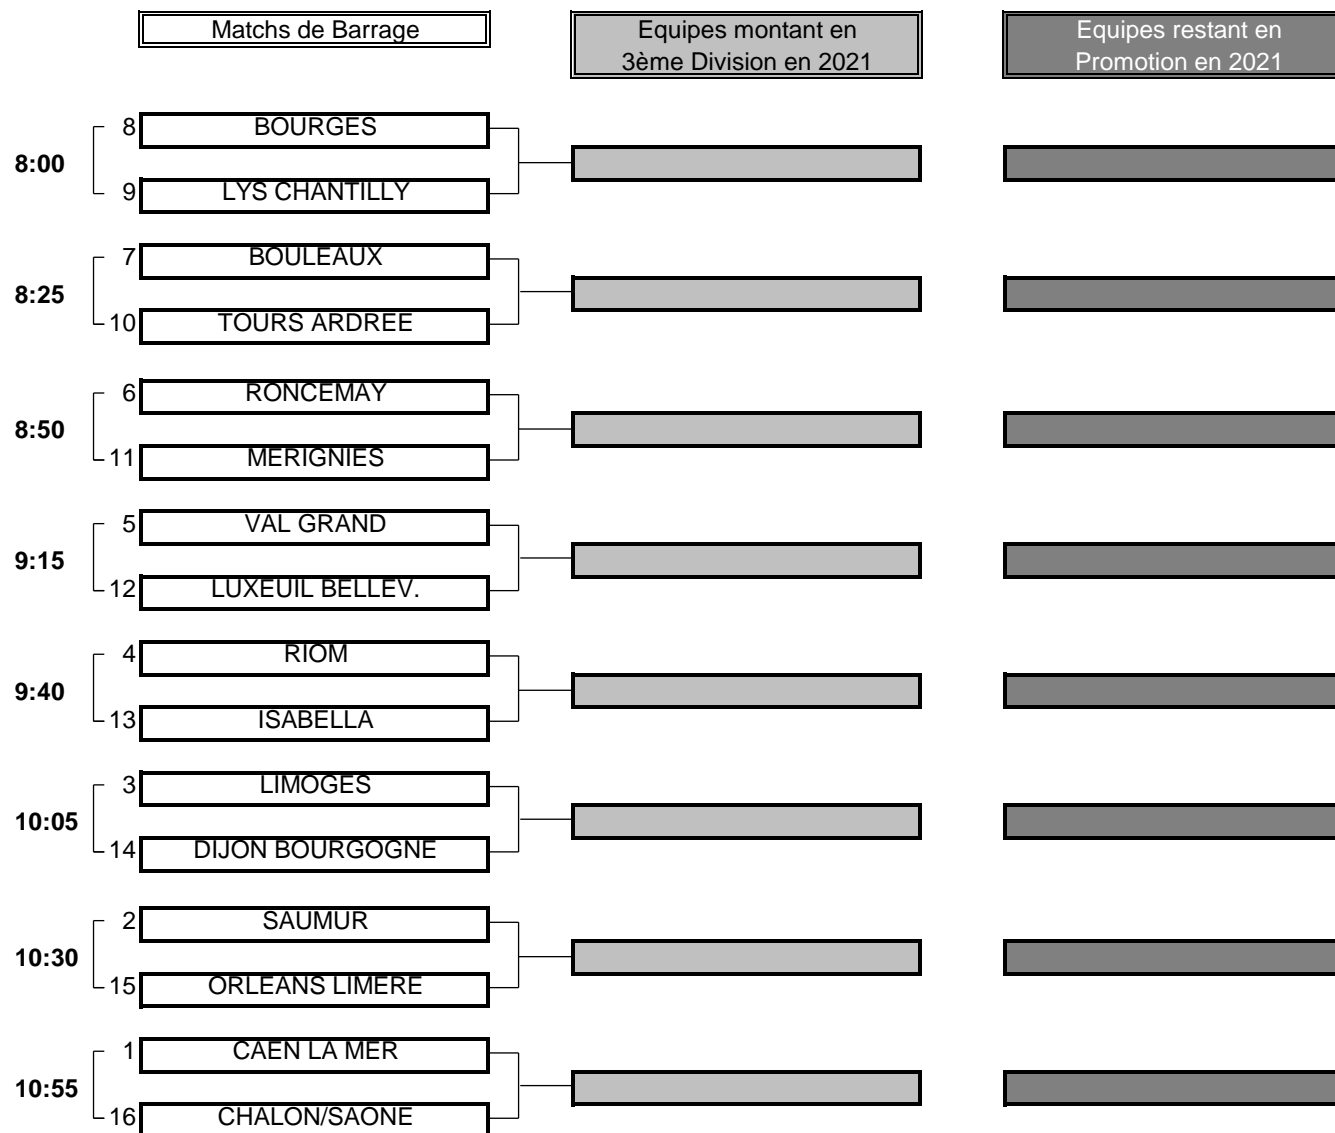 Matchs de Barrage
Equipes montant en
3ème Division en 2021
Equipes restant en
Promotion en 2021
8 BOURGES
8:00
9 LYS CHANTILLY
7 BOULEAUX
8:25
10 TOURS ARDREE
6 RONCEMAY
8:50
11 MERIGNIES
5 VAL GRAND
9:15
12 LUXEUIL BELLEV.
4 RIOM
9:40
13 ISABELLA
3 LIMOGES
10:05
14 DIJON BOURGOGNE
2 SAUMUR
10:30
15 ORLEANS LIMERE
1 CAEN LA MER
10:55
16 CHALON/SAONE